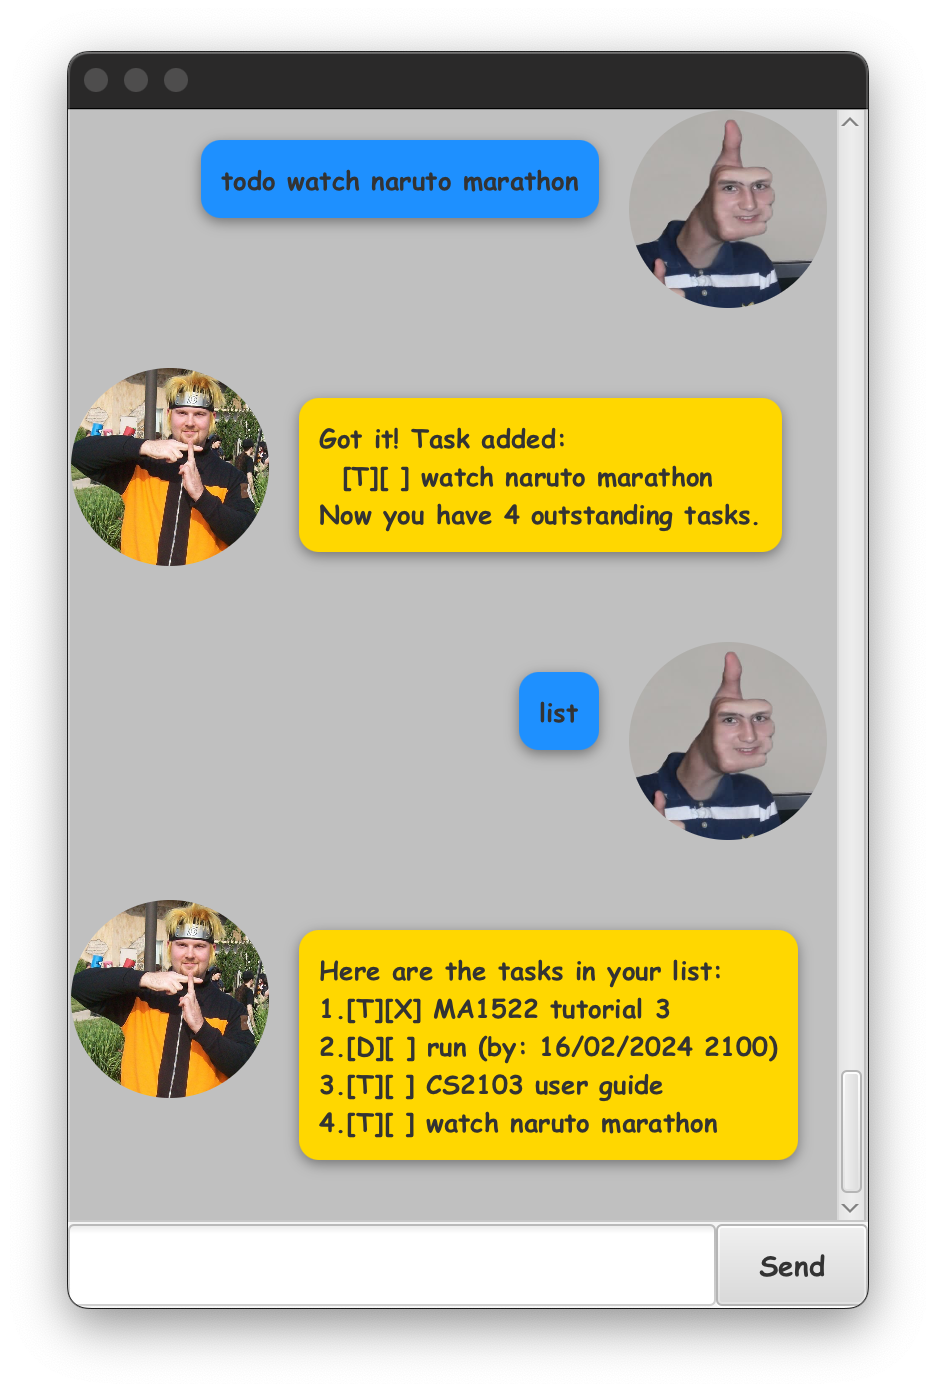 todo watch naruto marathon
Got it! Task added:
[T][ ] watch naruto marathon
Now you have 4 outstanding tasks.
list
Here are the tasks in your list:
1.[T][X] MA1522 tutorial 3
2.[D][ ] run (by: 16/02/2024 2100)
3.[T][ ] CS2103 user guide
4.[T][ ] watch naruto marathon
Send